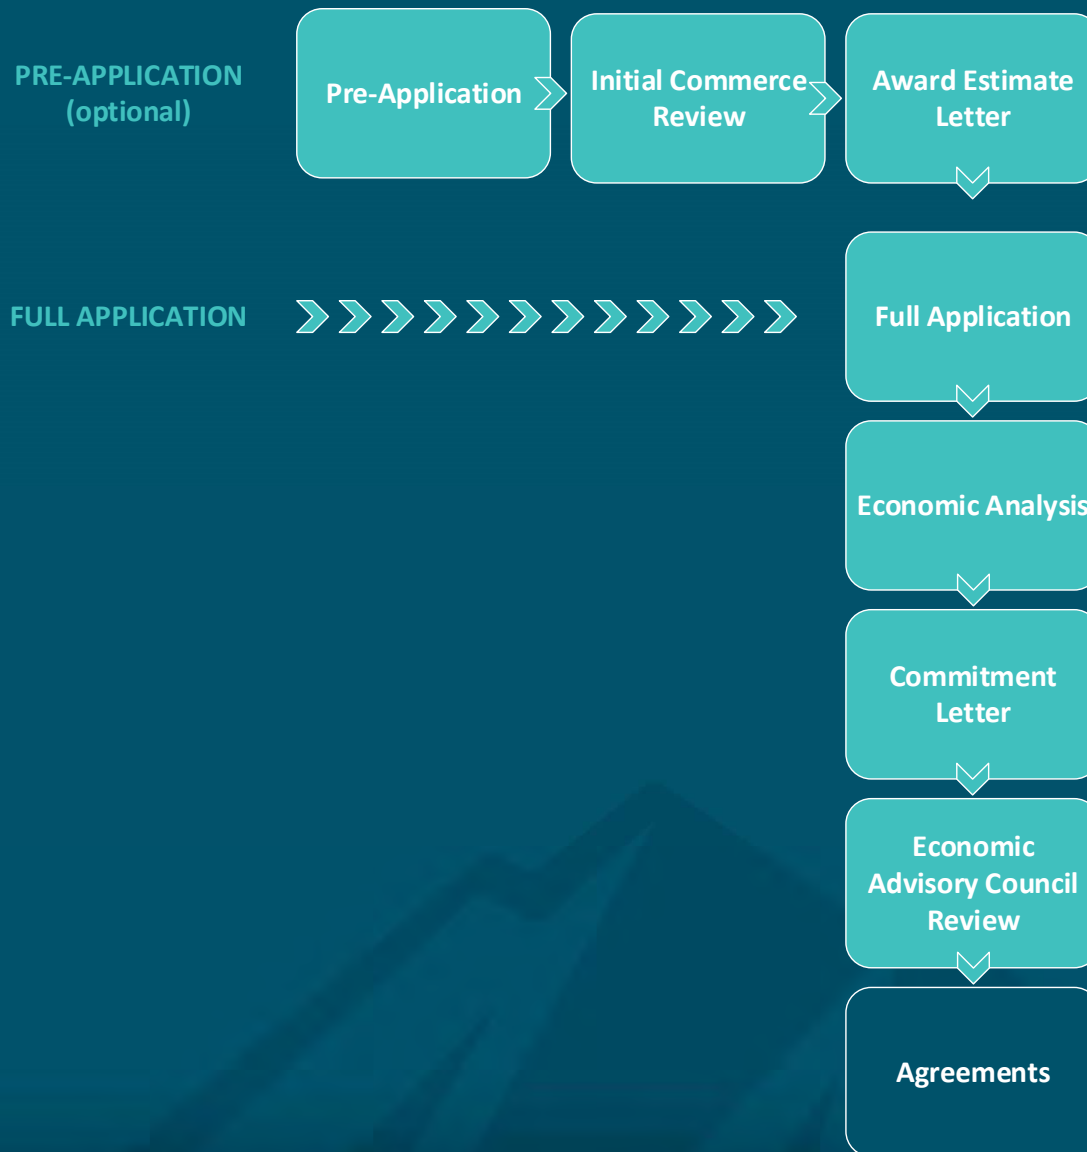 PRE-APPLICATION
(optional)
Pre-Application
Initial Commerce
Review
Award Estimate
Letter
FULL APPLICATION
Full Application
Economic Analysis
Commitment
Letter
Economic
Advisory Council
Review
Agreements